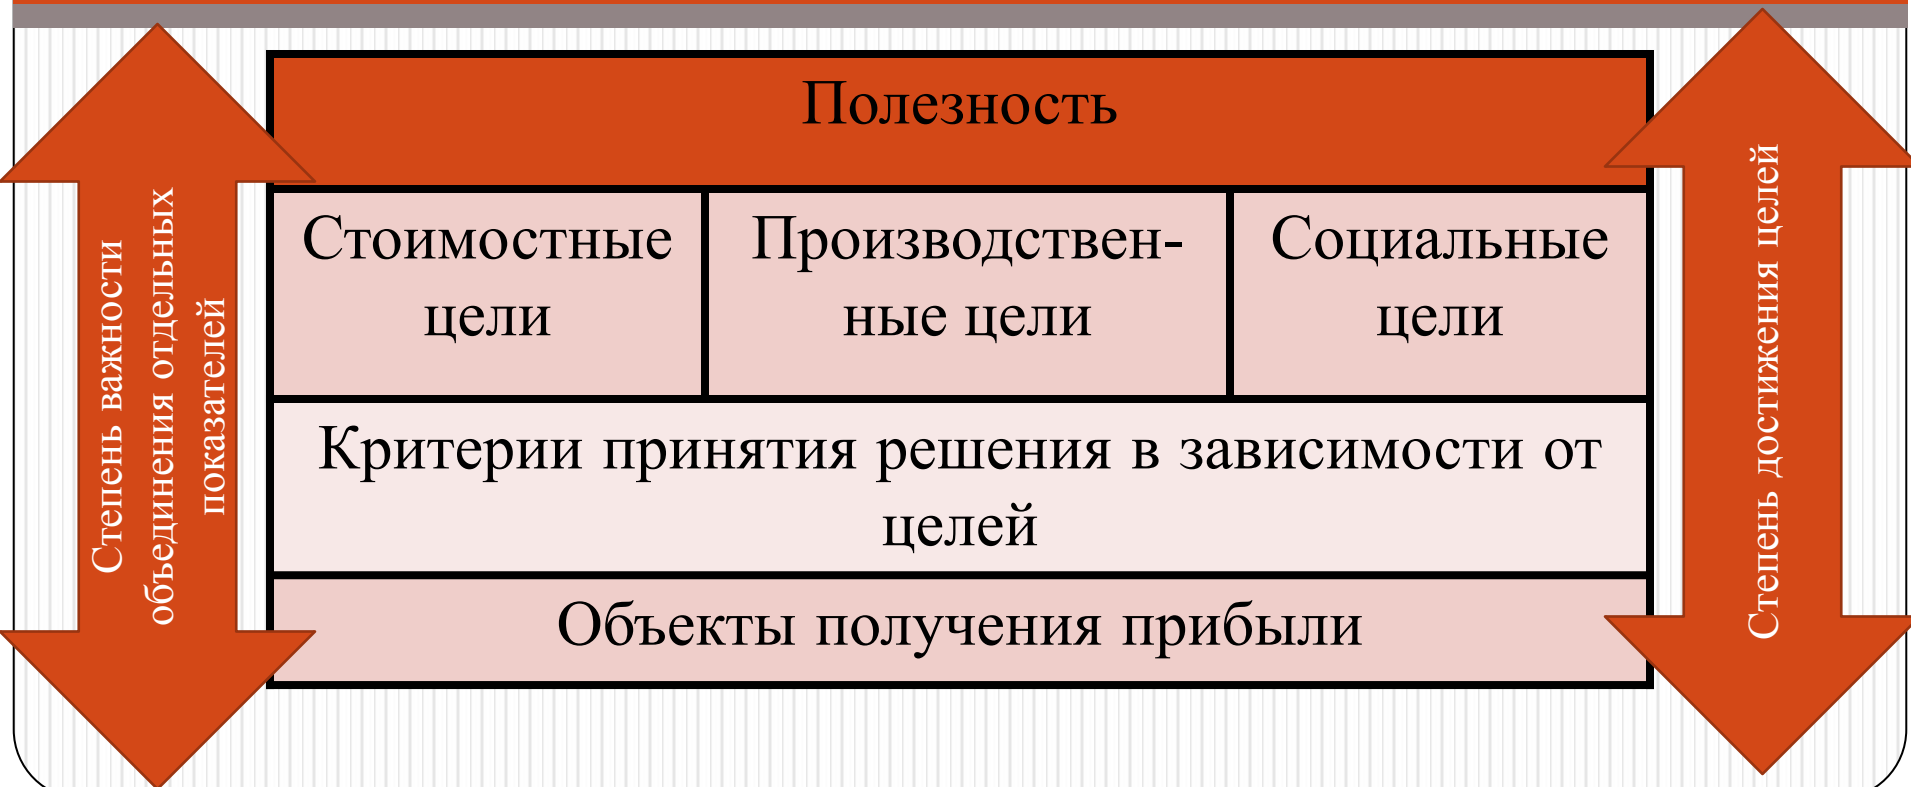 Полезность
Стоимостные
цели
Производствен-
ные цели
Социальные
цели
Критерии принятия решения в зависимости от
целей
Объекты получения прибыли
Степень важности
объединения отдельных
показателей
Степень достижения целей